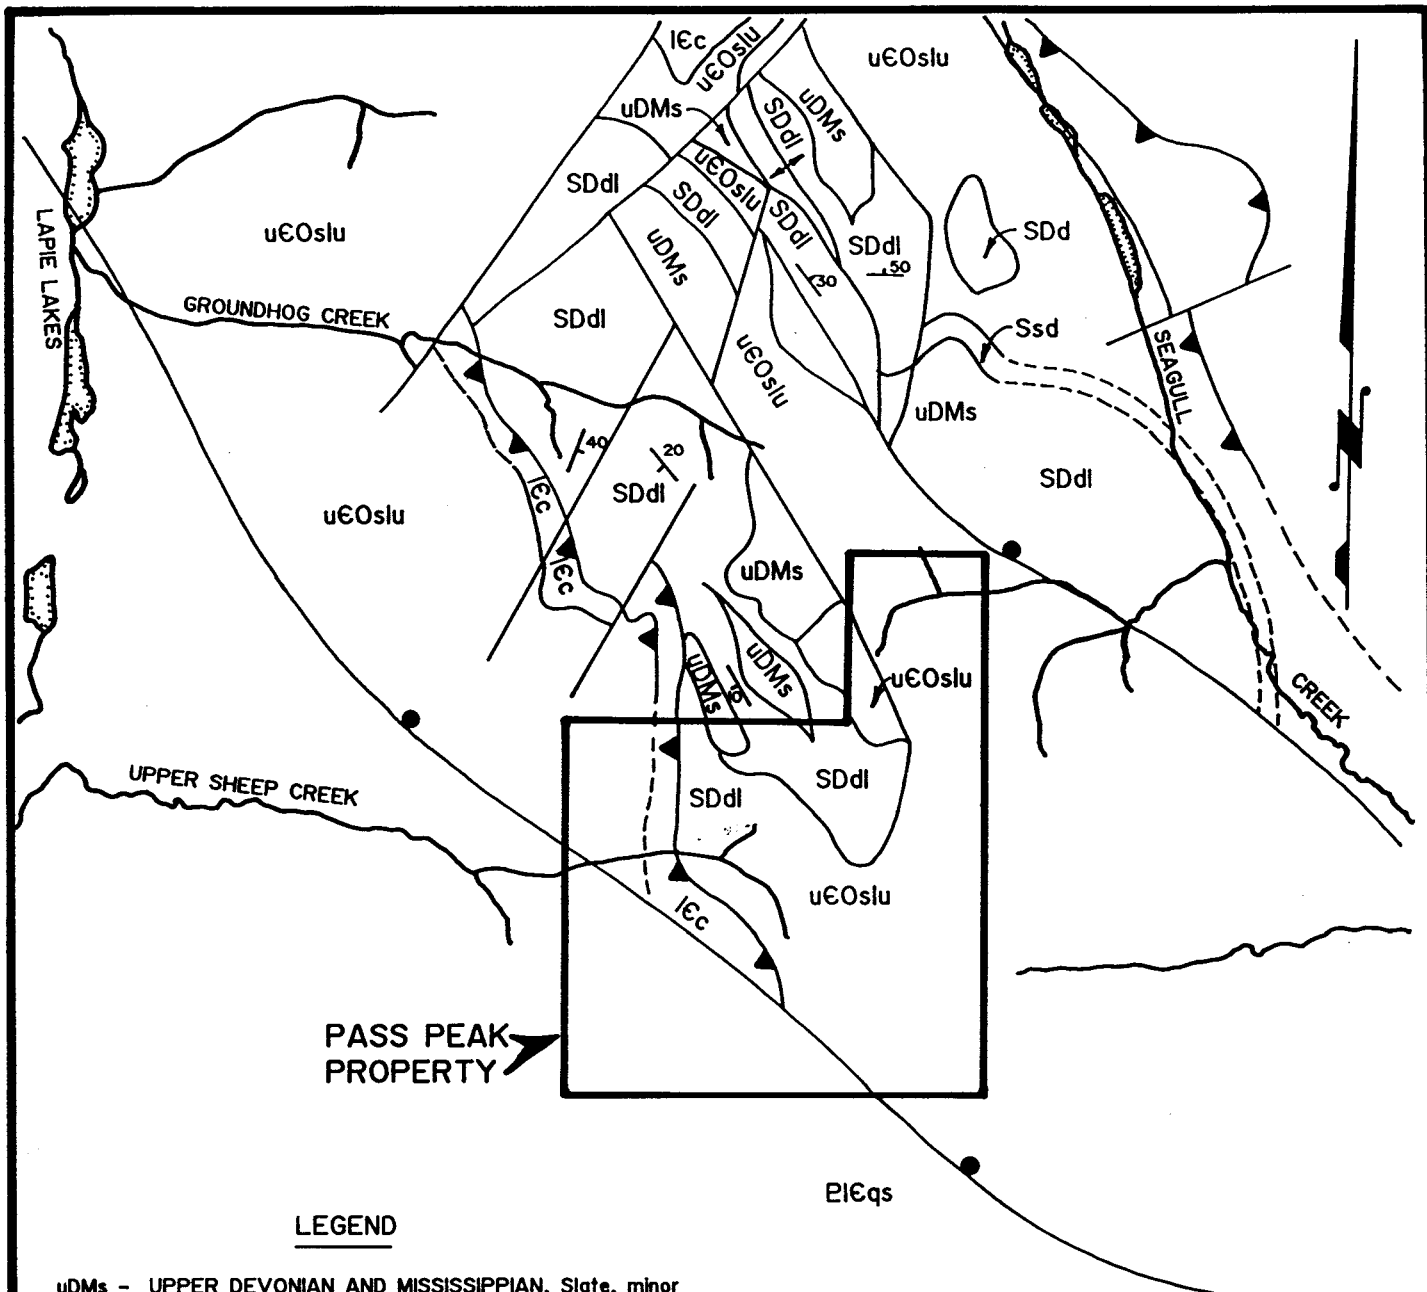 lЄc
uЄOslu
uЄOslu
uDMs
SDdl
uDMs
uЄOslu
SDdl
SDdl
SDdl
uDMs
SDdl
SDd
uЄOslu
LAPIE LAKES
30
50
GROUNDHOG CREEK
SDdl
Ssd
SEAGULL
uЄOslu
uDMs
40
20
SDdl
SDdl
lЄc
uЄOslu
lЄc
uDMs
uDMs
uDMs
10
uЄOslu
CREEK
UPPER SHEEP CREEK
SDdl
SDdl
uЄOslu
lЄc
PASS PEAK
PROPERTY
PlЄqs
LEGEND
uDMs - UPPER DEVONIAN AND MISSISSIPPIAN, Slate, minor